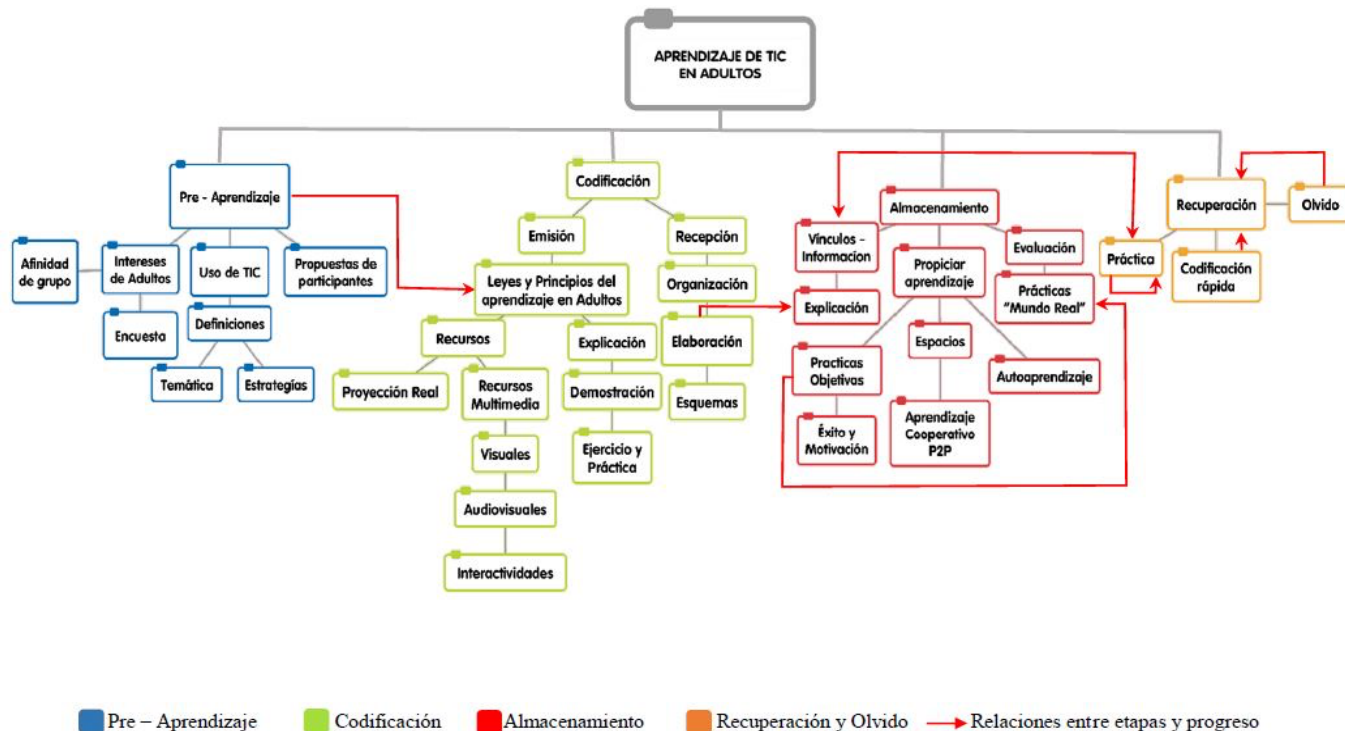 APRENDIZAJE DE TIC
EN ADULTOS
Pre - Aprendizaje
Afinidad
de grupo
Intereses
de Adultos
Uso de TIC
Propuestas de
participantes
Encuesta
Definiciones
Temática
Estrategías
Codificación
Emisión
Recepción
Leyes y Principios del
aprendizaje en Adultos
Organización
Recursos
Explicación
Elaboración
Proyección Real
Recursos
Multimedia
Demostración
Esquemas
Visuales
Ejercicio y
Práctica
Audiovisuales
Interactividades
Almacenamiento
Vínculos -
Informacion
Propiciar
aprendizaje
Evaluación
Explicación
Prácticas
"Mundo Real"
Practicas
Objetivas
Espacios
Autoaprendizaje
Éxito y
Motivación
Aprendizaje
Cooperativo
P2P
Recuperación
Olvido
Práctica
Codificación
rápida
Pre – Aprendizaje
Codificación
Almacenamiento
Recuperación y Olvido
Relaciones entre etapas y progreso